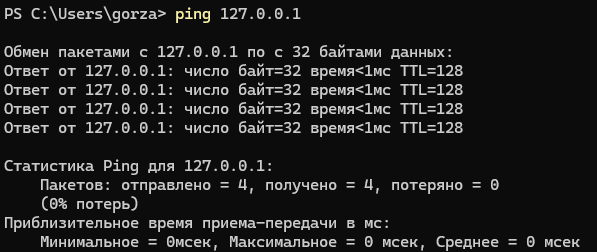 PS C:\Users\gorza> ping 127.0.0.1
Обмен пакетами с 127.0.0.1 по с 32 байтами данных:
Ответ от 127.0.0.1: число байт=32 время<1мс TTL=128
Ответ от 127.0.0.1: число байт=32 время<1мс TTL=128
Ответ от 127.0.0.1: число байт=32 время<1мс TTL=128
Ответ от 127.0.0.1: число байт=32 время<1мс TTL=128
Статистика Ping для 127.0.0.1:
Пакетов: отправлено = 4, получено = 4, потеряно = 0
(0% потерь)
Приблизительное время приема-передачи в мс:
Минимальное = 0мсек, Максимальное = 0 мсек, Среднее = 0 мсек